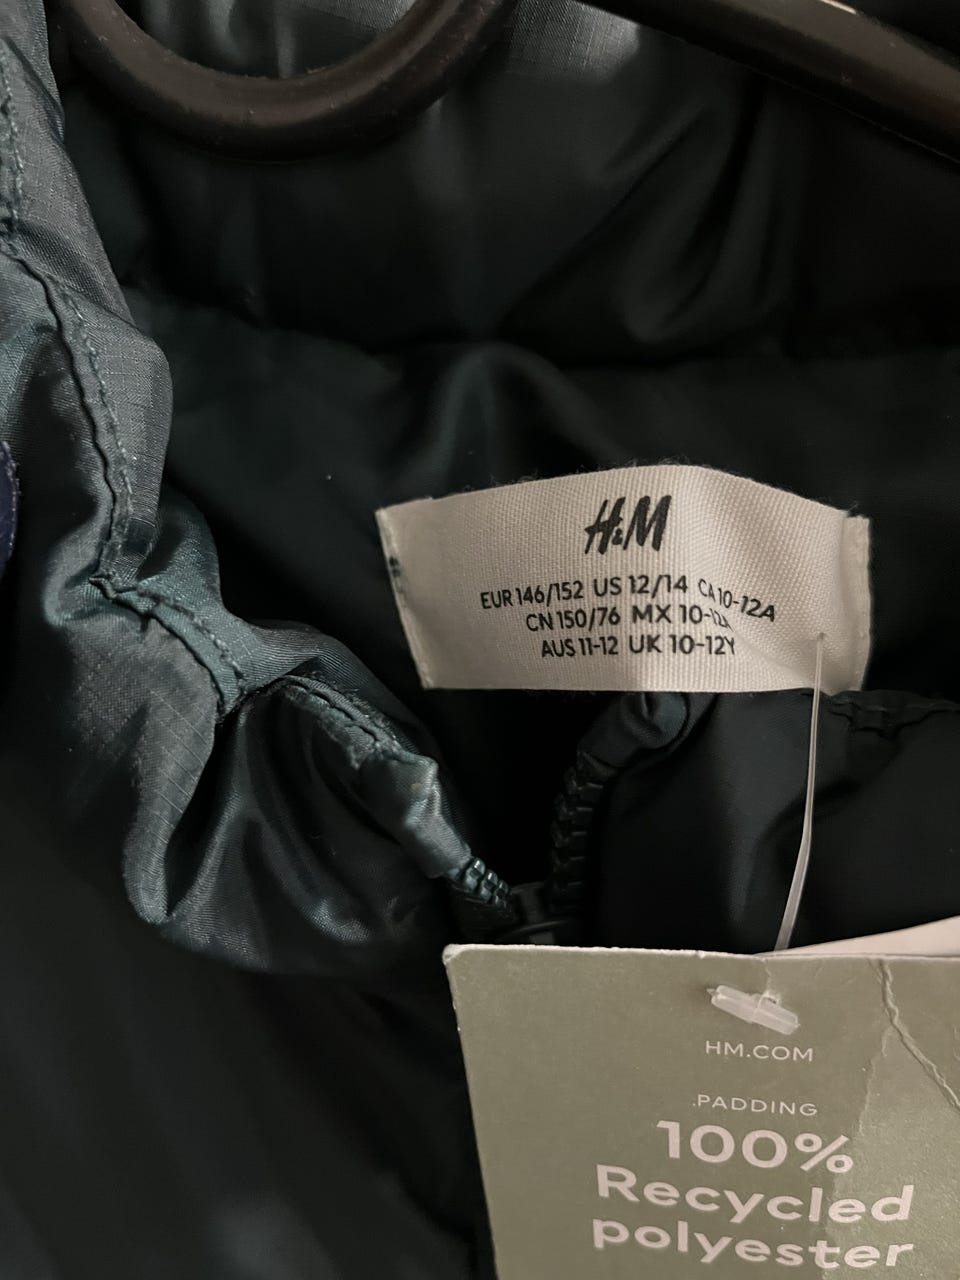 H&M
EUR 146/152 US 12/14 CA 10-12A
CN 150/76 MX 10-12A
AUS 11-12 UK 10-12Y
HM.COM
PADDING
100%
Recycled
polyester